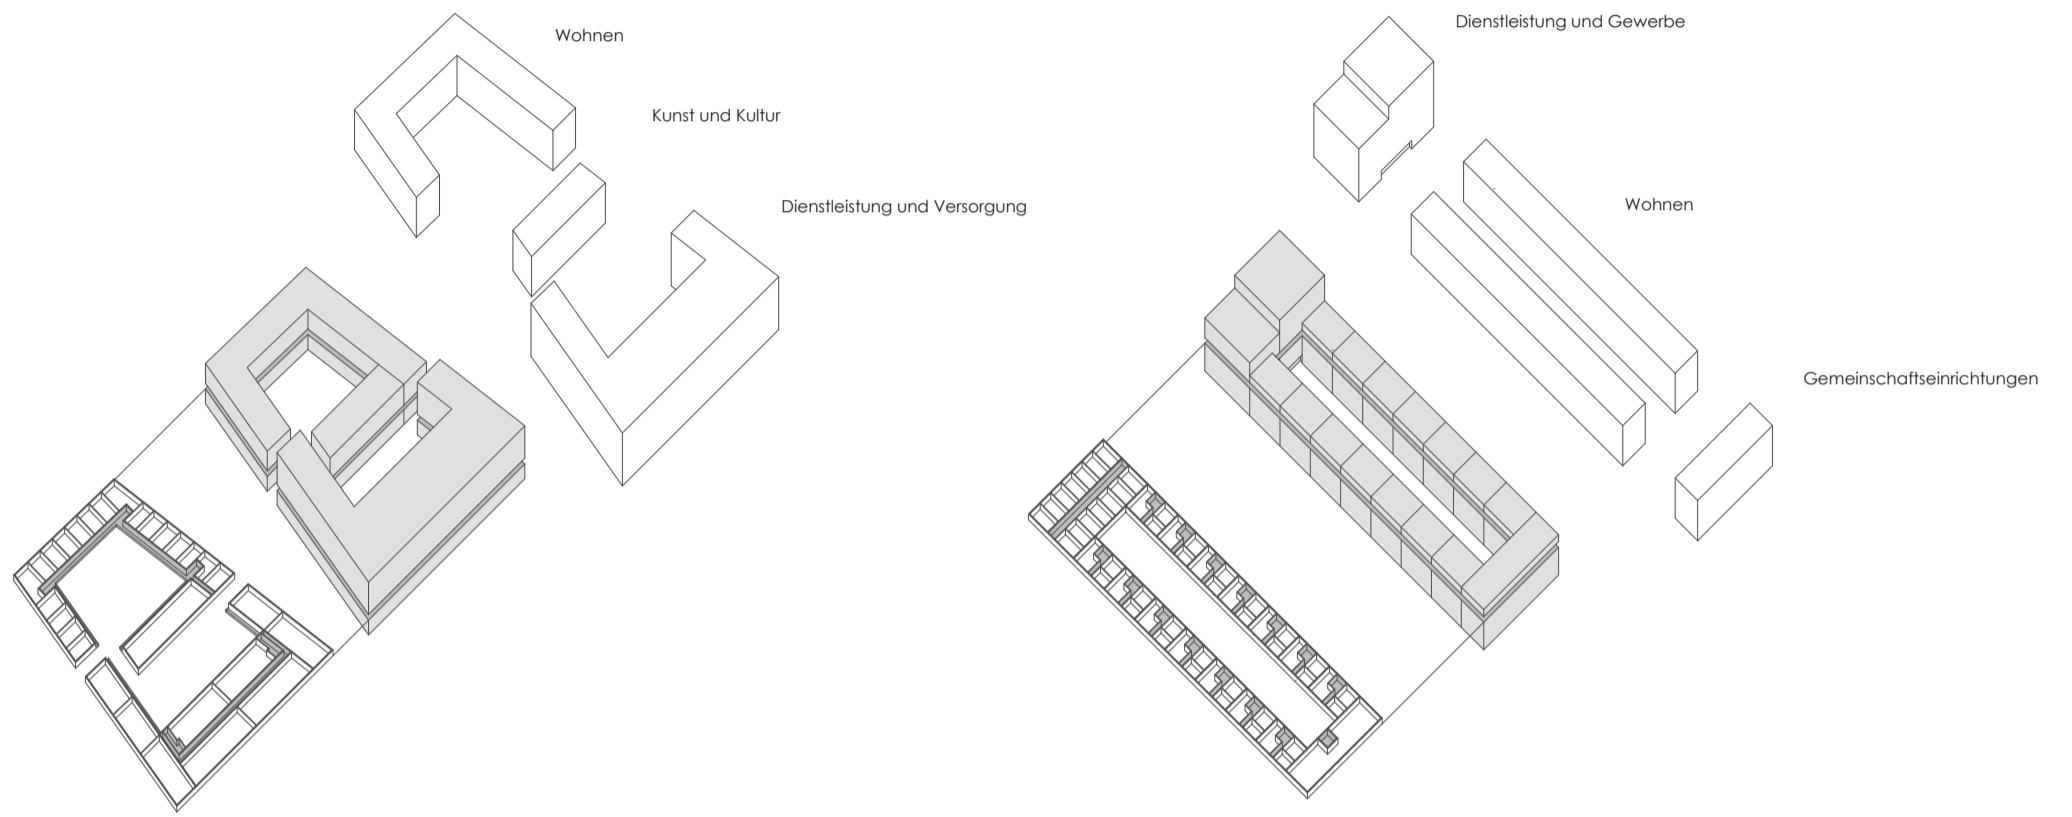 Wohnen
Kunst und Kultur
Dienstleistung und Versorgung
Dienstleistung und Gewerbe
Wohnen
Gemeinschaftseinrichtungen